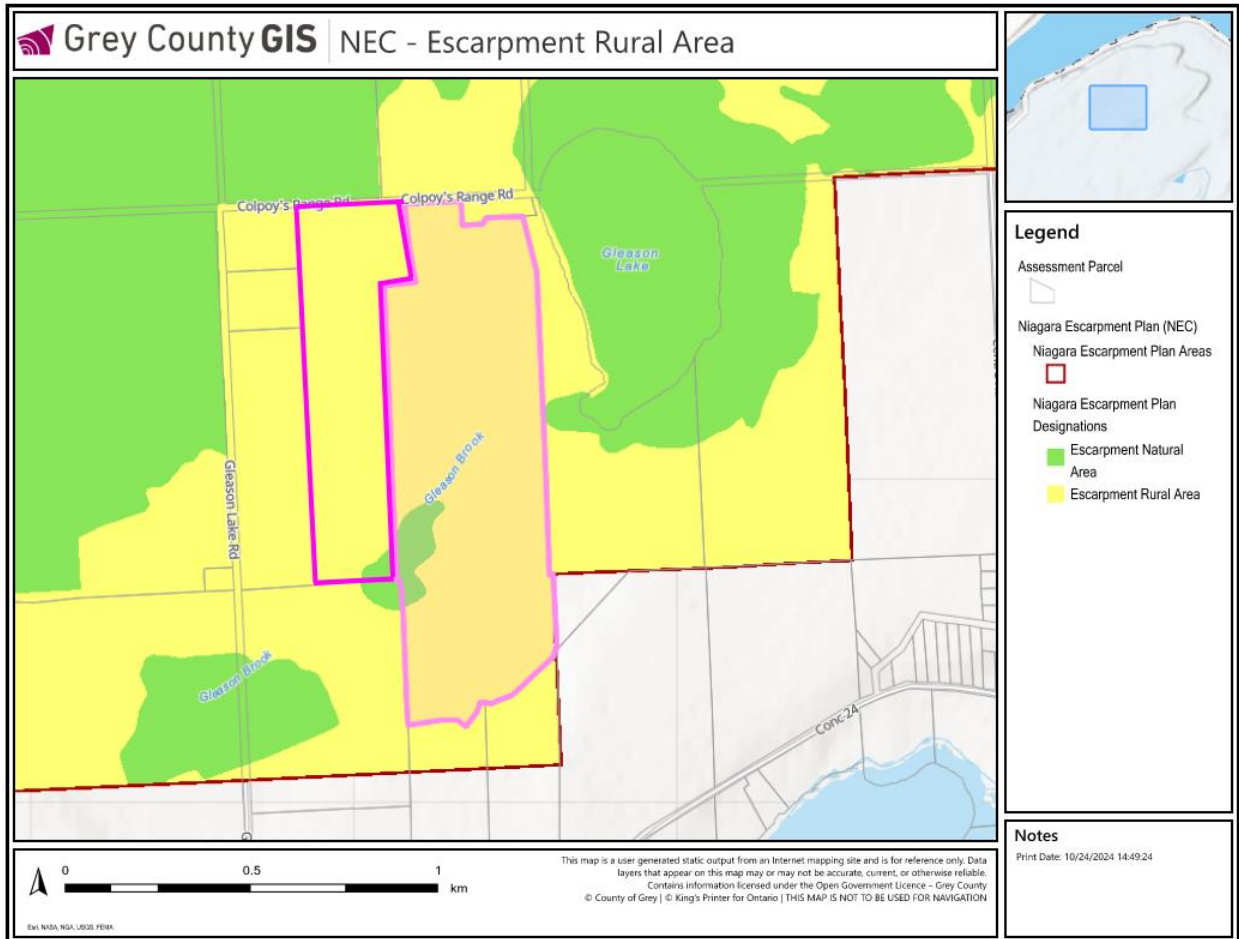 Grey County GIS NEC - Escarpment Rural Area
Colpoy's Range Rd
Colpoy's Range Rd
Gleason
Lake
Gleason Brook
Gleason Lake Rd
Gleason Brook
Conc 24
G
Legend
Assessment Parcel
Niagara Escarpment Plan (NEC)
Niagara Escarpment Plan Areas
Niagara Escarpment Plan
Designations
Escarpment Natural
Area
Escarpment Rural Area
Notes
Print Date: 10/24/2024 14:49:24
0 0.5 1
km
Esri, NASA, NGA, USGS, FEMA
This map is a user generated static output from an Internet mapping site and is for reference only. Data
layers that appear on this map may or may not be accurate, current, or otherwise reliable.
Contains information licensed under the Open Government Licence – Grey County
© County of Grey | © King's Printer for Ontario | THIS MAP IS NOT TO BE USED FOR NAVIGATION